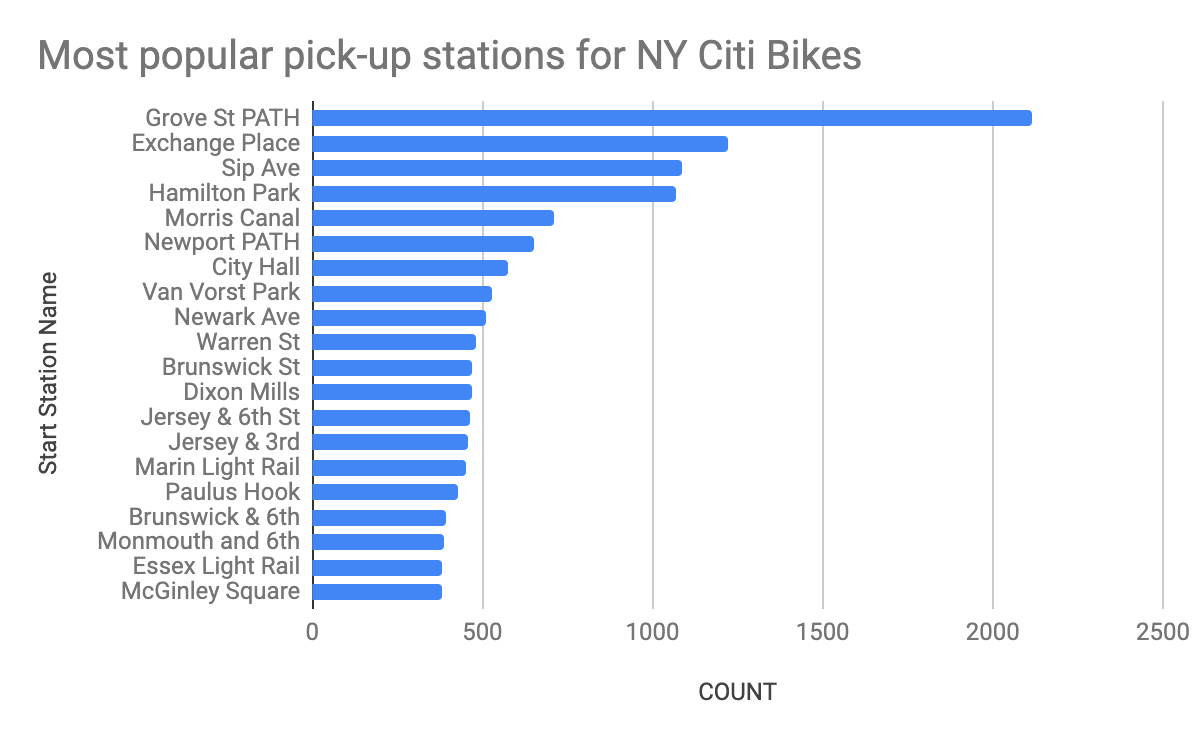 Most popular pick-up stations for NY Citi Bikes
Start Station Name
Grove St PATH
Exchange Place
Sip Ave
Hamilton Park
Morris Canal
Newport PATH
City Hall
Van Vorst Park
Newark Ave
Warren St
Brunswick St
Dixon Mills
Jersey & 6th St
Jersey & 3rd
Marin Light Rail
Paulus Hook
Brunswick & 6th
Monmouth and 6th
Essex Light Rail
McGinley Square
0 500 1000 1500 2000 2500
COUNT